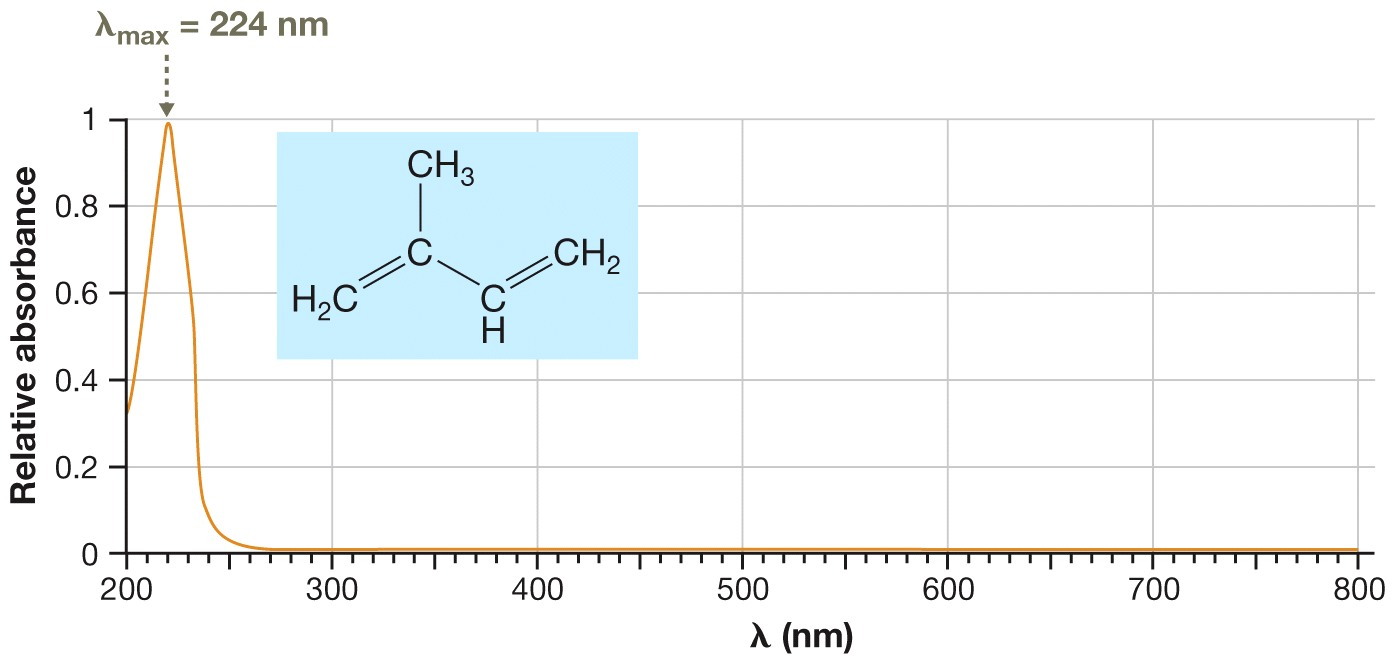 λmax = 224 nm
1
0.8
0.6
0.4
0.2
0
Relative absorbance
CH3
C
CH2
H2C
C
H
200 300 400 500 600 700 800
λ (nm)